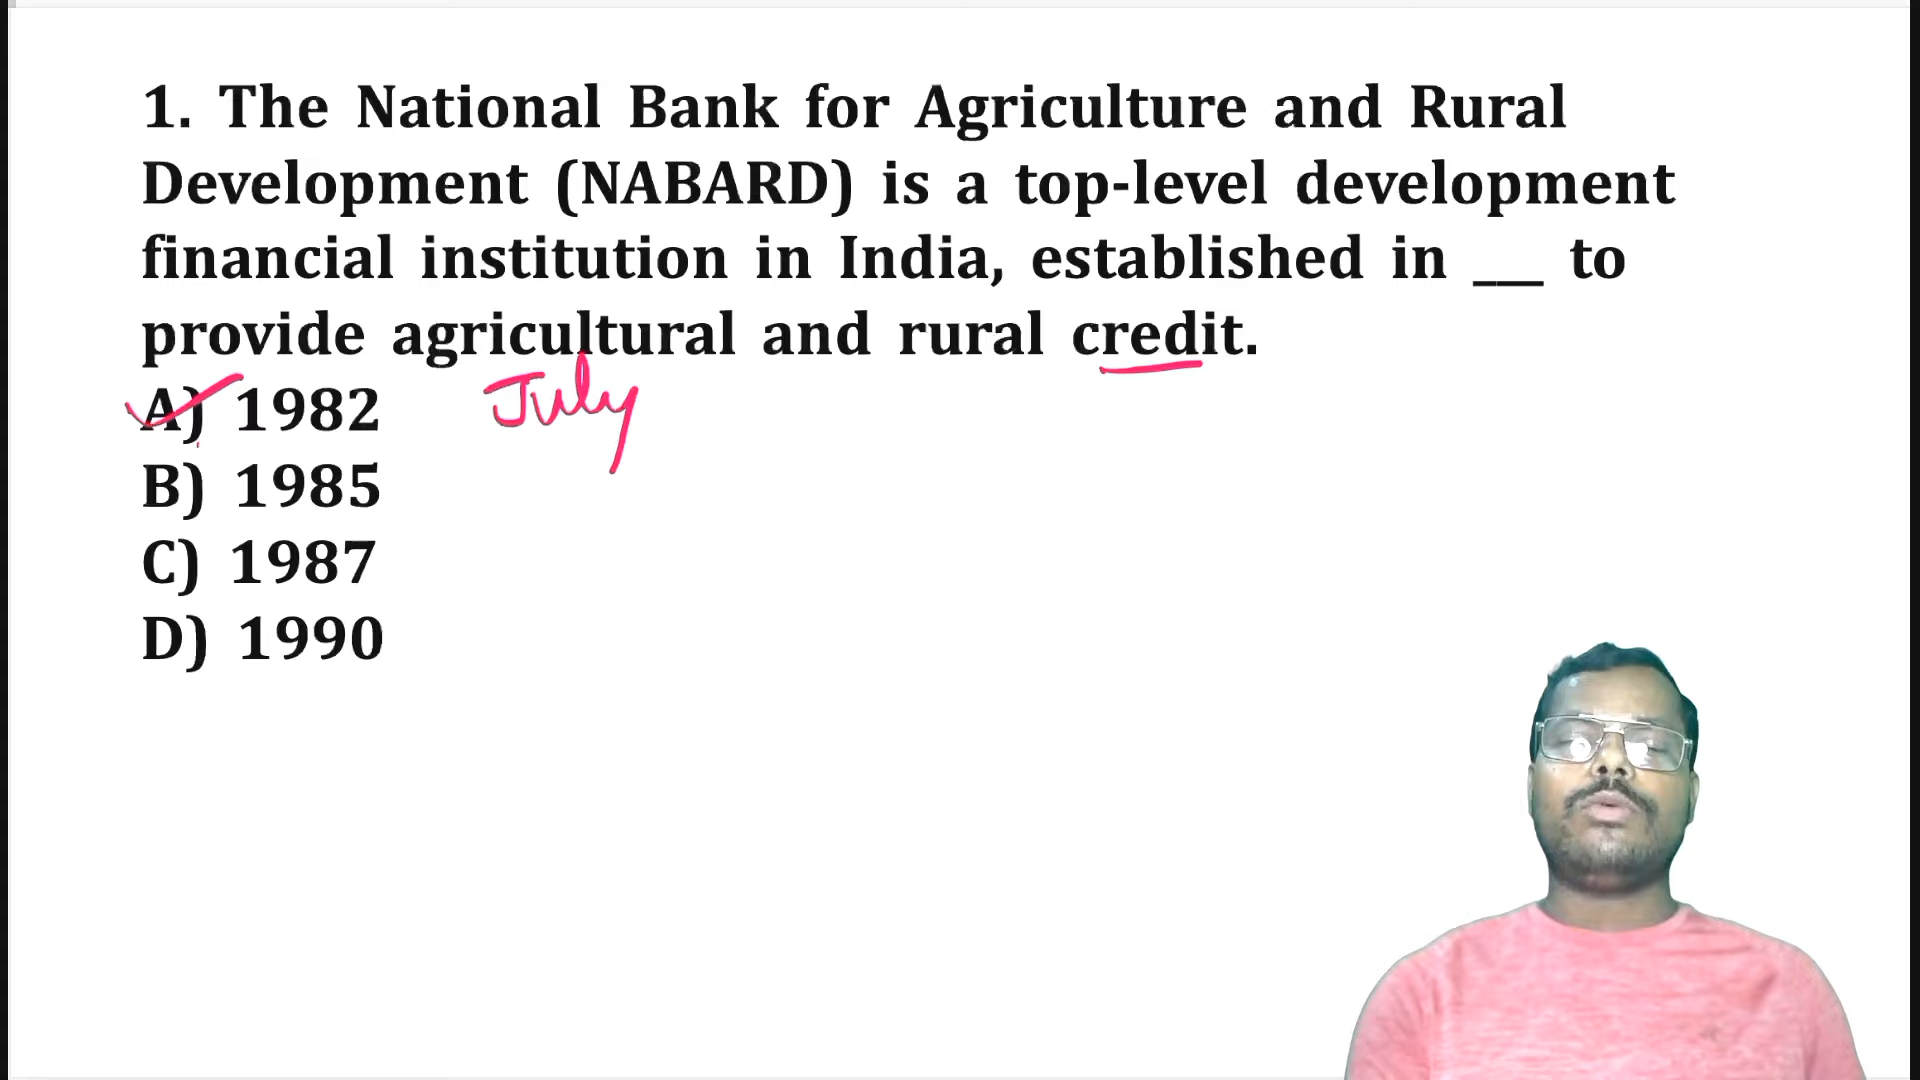 1. The National Bank for Agriculture and Rural
Development (NABARD) is a top-level development
financial institution in India, established in ___ to
provide agricultural and rural credit.
A) 1982 July
B) 1985
C) 1987
D) 1990